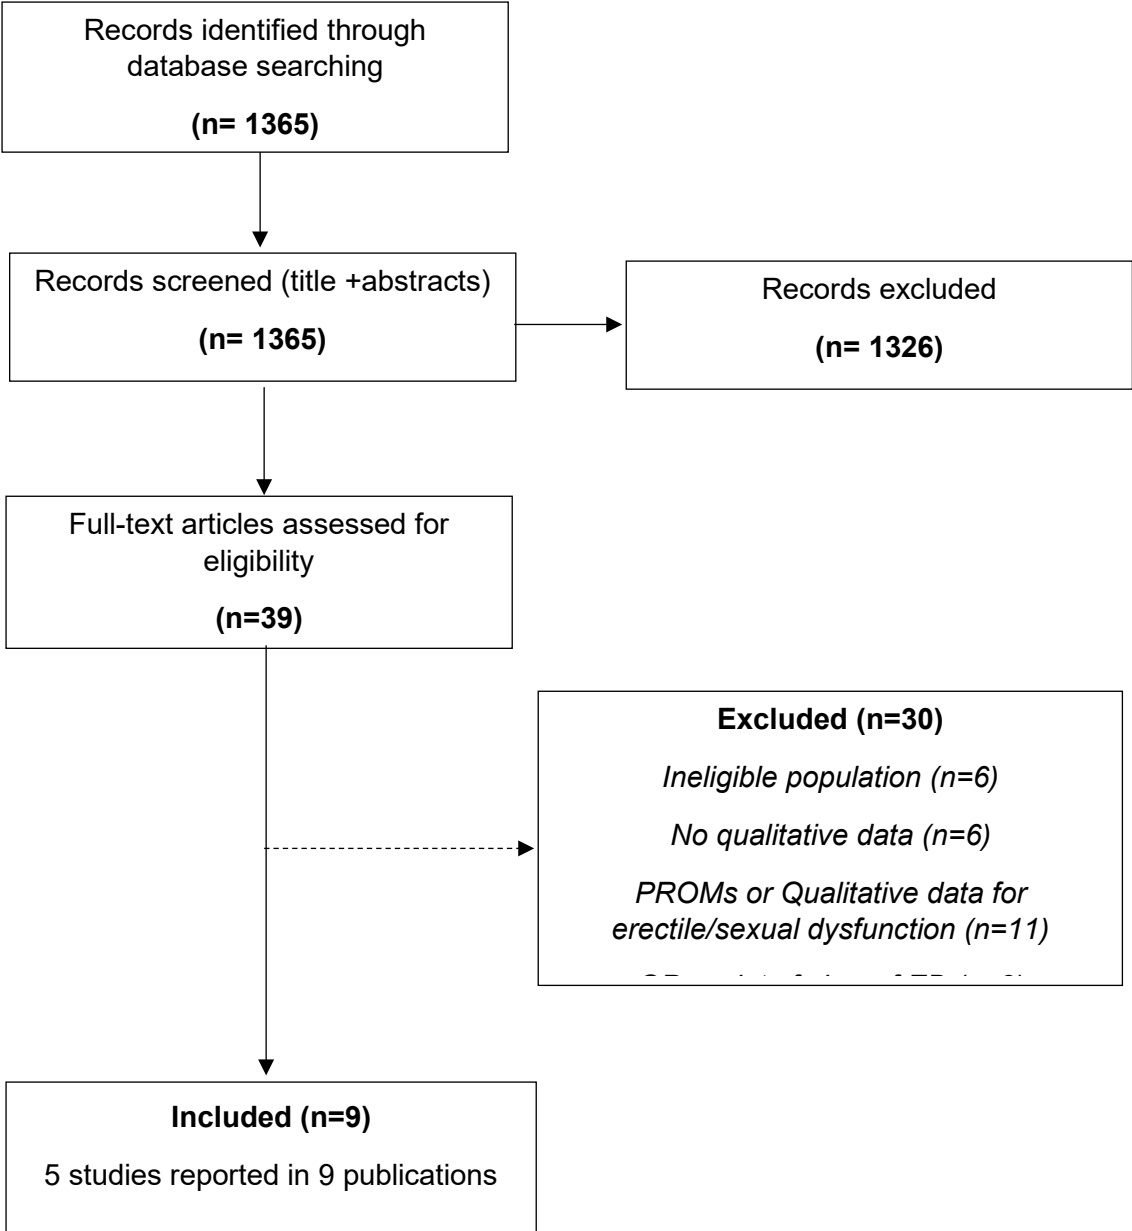 Records identified through
database searching
(n= 1365)
Records screened (title +abstracts)
(n= 1365)
Records excluded
(n= 1326)
Full-text articles assessed for
eligibility
(n=39)
Excluded (n=30)
Ineligible population (n=6)
No qualitative data (n=6)
PROMs or Qualitative data for
erectile/sexual dysfunction (n=11)
Included (n=9)
5 studies reported in 9 publications